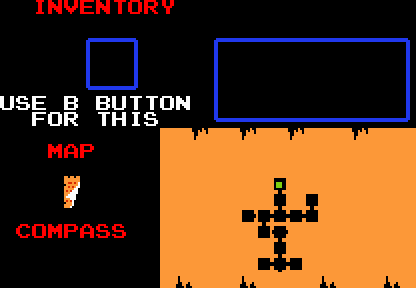 INVENTORY
USE B BUTTON
FOR THIS
MAP
COMPASS